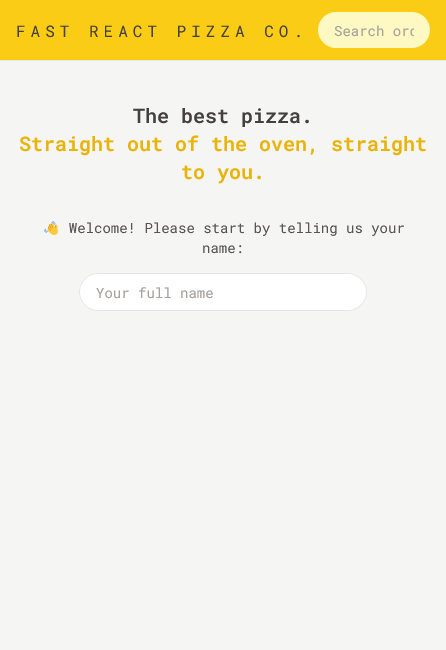 FAST REACT PIZZA CO.
Search orc
The best pizza.
Straight out of the oven, straight
to you.
👋 Welcome! Please start by telling us your
name:
Your full name